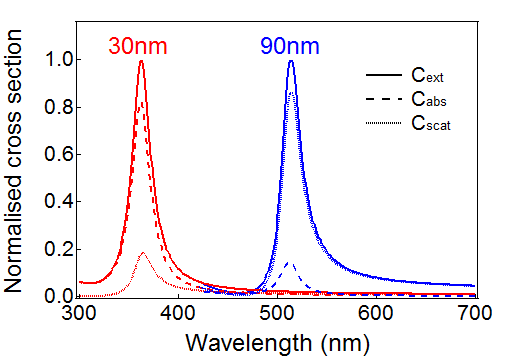 30nm 90nm
Cext
Cabs
Cscat
Normalised cross section
1.0
0.8
0.6
0.4
0.2
0.0
300 400 500 600 700
Wavelength (nm)